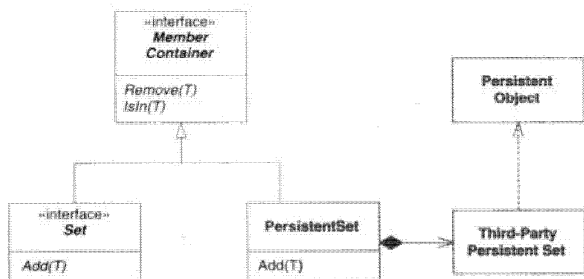 «interface»
Member
Container
Remove(T)
IsIn(T)
Persistent
Object
«interface»
Set
Add(T)
PersistentSet
Add(T)
Third-Party
Persistent Set